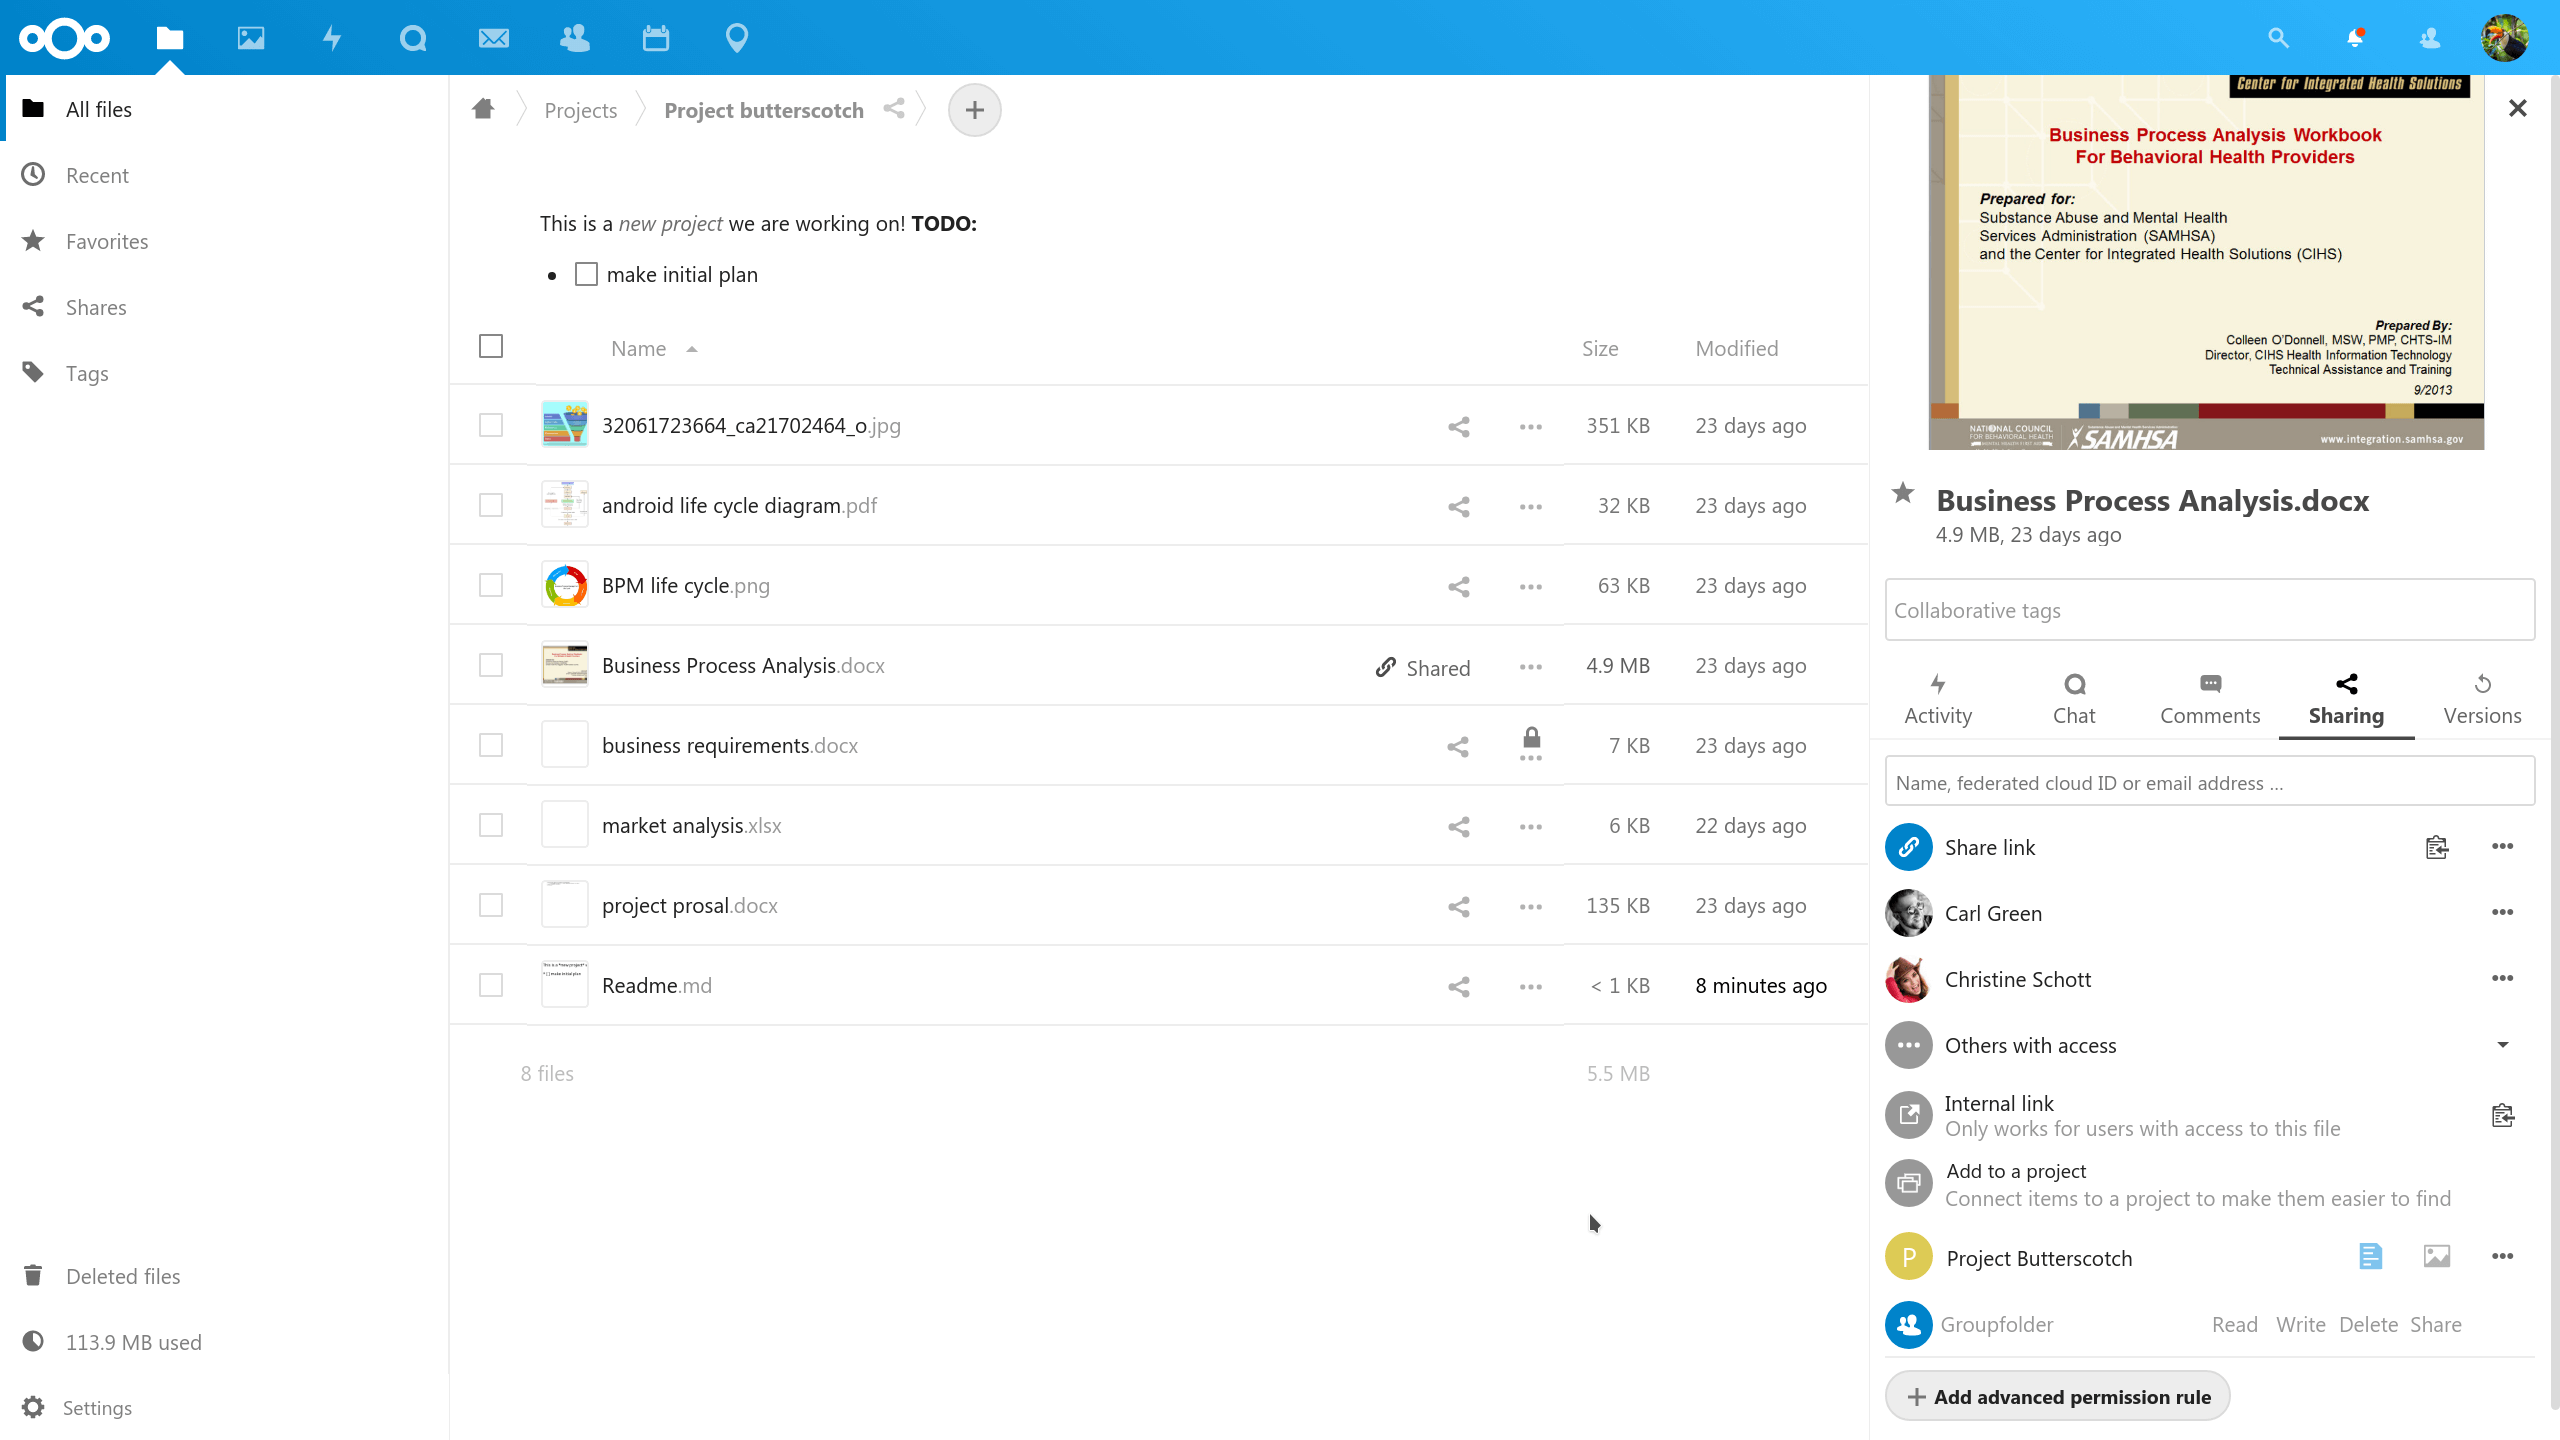 All files
Recent
Favorites
Shares
Tags
Deleted files
113.9 MB used
Settings
Projects
Project butterscotch
This is a new project we are working on! TODO:
make initial plan
Name Size Modified
32061723664_ca21702464_o.jpg 351 KB 23 days ago
android life cycle diagram.pdf 32 KB 23 days ago
BPM life cycle.png 63 KB 23 days ago
Business Process Analysis.docx Shared 4.9 MB 23 days ago
business requirements.docx 7 KB 23 days ago
market analysis.xlsx 6 KB 22 days ago
project prosal.docx 135 KB 23 days ago
Readme.md < 1 KB 8 minutes ago
8 files 5.5 MB
Center for Integrated Health Solutions
Business Process Analysis Workbook
For Behavioral Health Providers
Prepared for:
Substance Abuse and Mental Health
Services Administration (SAMHSA)
and the Center for Integrated Health Solutions (CIHS)
Prepared By:
Colleen O'Donnell, MSW, PMP, CHTS-IM
Director, CIHS Health Information Technology
Technical Assistance and Training
9/2013
NATIONAL COUNCIL
FOR BEHAVIORAL HEALTH
SAMHSA
www.integration.samhsa.gov
Business Process Analysis.docx
4.9 MB, 23 days ago
Collaborative tags
Activity Chat Comments Sharing Versions
Name, federated cloud ID or email address ...
Share link
Carl Green
Christine Schott
Others with access
Internal link
Only works for users with access to this file
Add to a project
Connect items to a project to make them easier to find
P Project Butterscotch
Groupfolder Read Write Delete Share
+ Add advanced permission rule